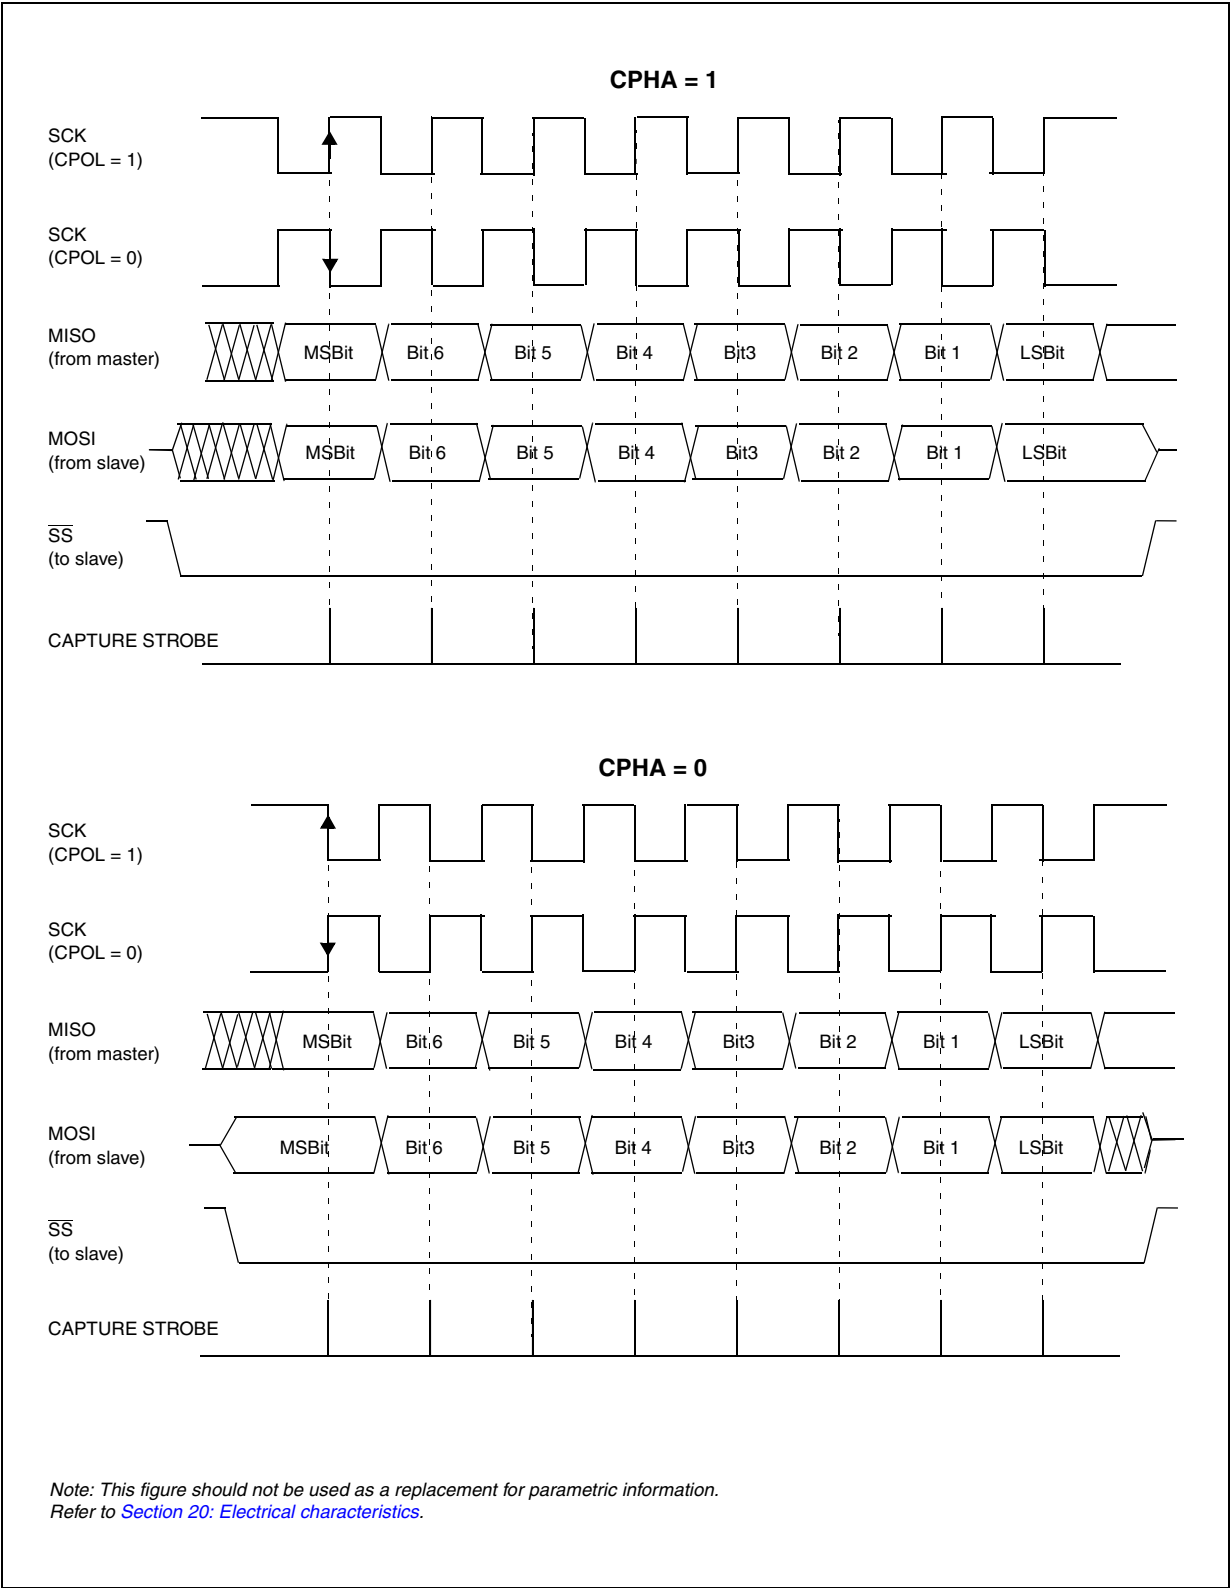 CPHA = 1
SCK
(CPOL = 1)
SCK
(CPOL = 0)
MISO
(from master)
MSBit Bit 6 Bit 5 Bit 4 Bit3 Bit 2 Bit 1 LSBit
MOSI
(from slave)
MSBit Bit 6 Bit 5 Bit 4 Bit3 Bit 2 Bit 1 LSBit
SS
(to slave)
CAPTURE STROBE
CPHA = 0
SCK
(CPOL = 1)
SCK
(CPOL = 0)
MISO
(from master)
MSBit Bit 6 Bit 5 Bit 4 Bit3 Bit 2 Bit 1 LSBit
MOSI
(from slave)
MSBit Bit 6 Bit 5 Bit 4 Bit3 Bit 2 Bit 1 LSBit
SS
(to slave)
CAPTURE STROBE
Note: This figure should not be used as a replacement for parametric information.
Refer to Section 20: Electrical characteristics.